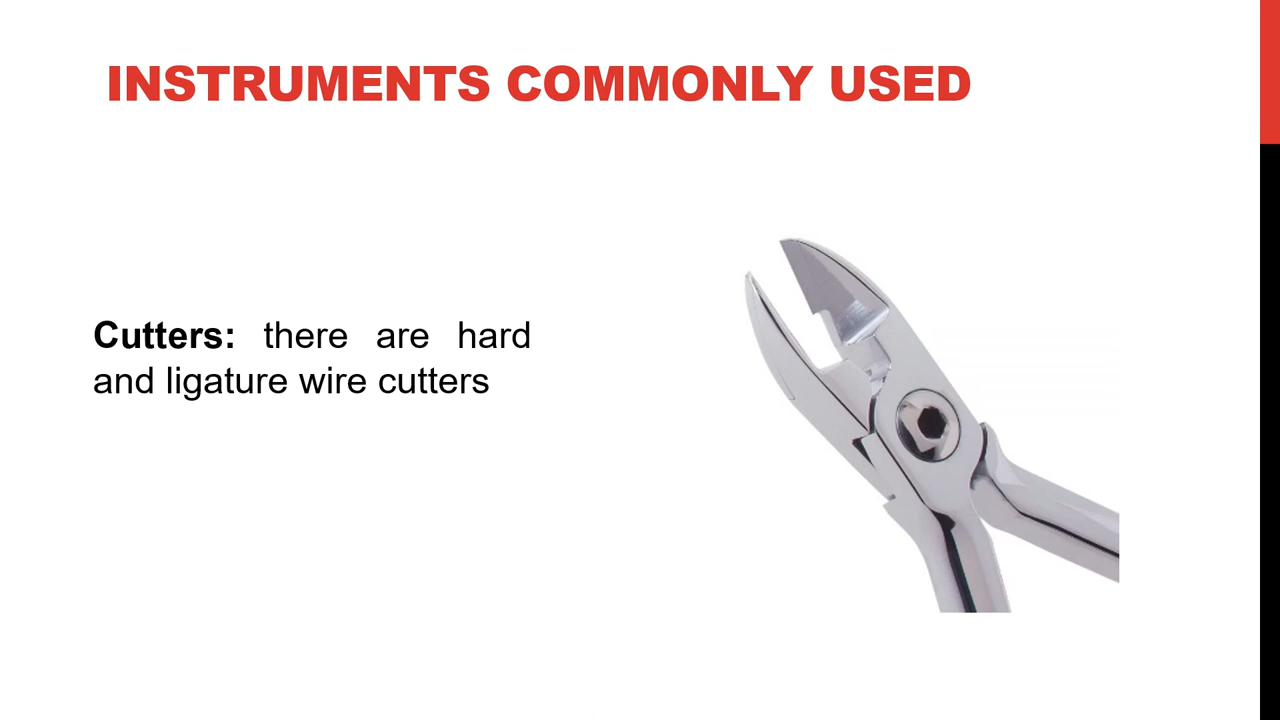 INSTRUMENTS COMMONLY USED
Cutters: there are hard
and ligature wire cutters